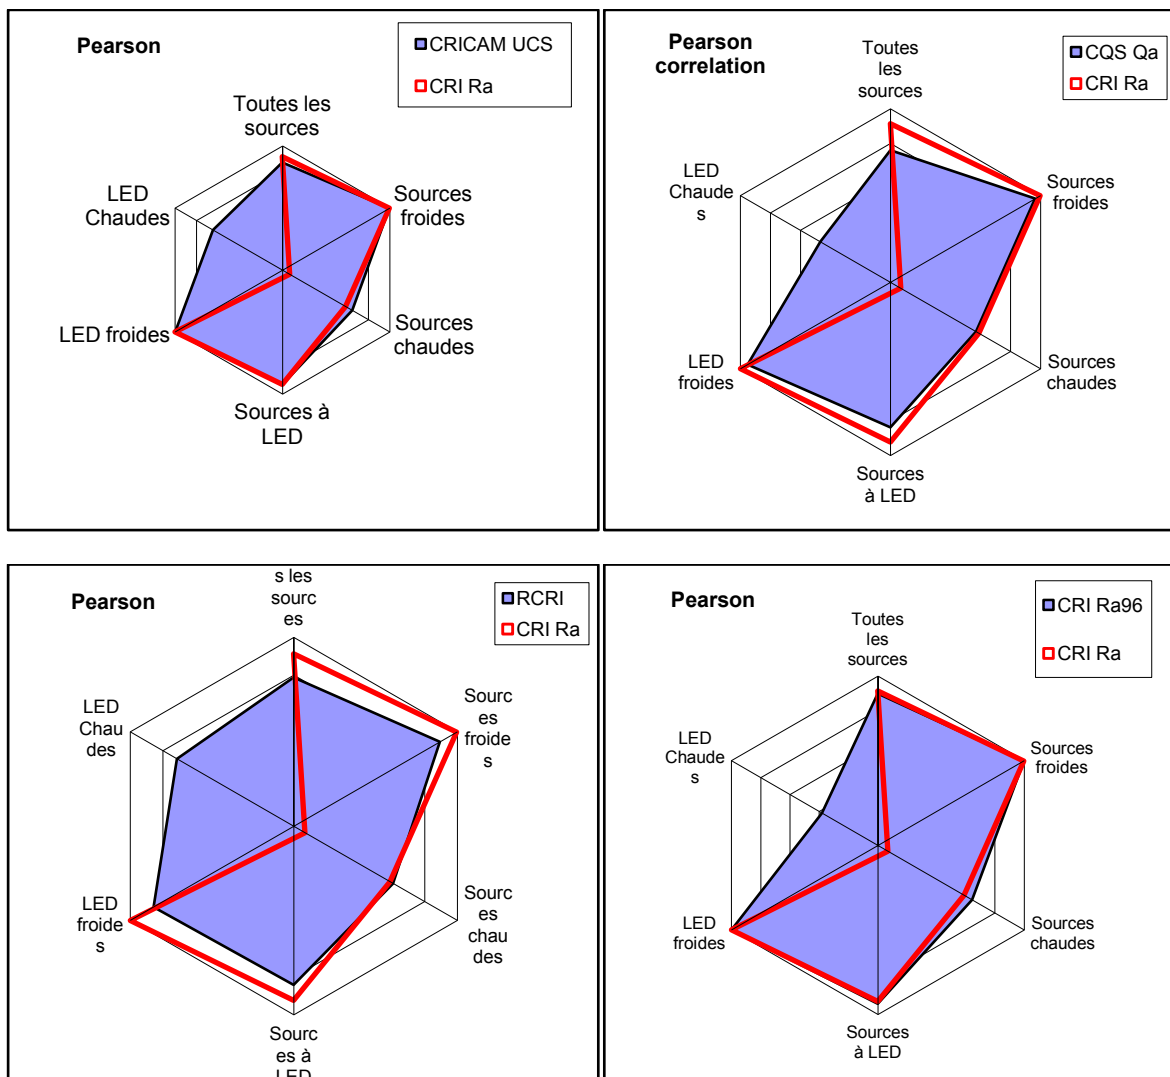 Pearson
CRICAM UCS
CRI Ra
Toutes les
sources
LED
Chaudes
Sources
froides
LED froides
Sources
chaudes
Sources à
LED
Pearson
correlation
CQS Qa
CRI Ra
Toutes
les
sources
LED
Chaude
s
Sources
froides
LED
froides
Sources
chaudes
Sources
à LED
Pearson
RCRI
CRI Ra
s les
sourc
es
LED
Chau
des
Sourc
es
froide
s
LED
froide
s
Sourc
es
chau
des
Sourc
es à
LED
Pearson
CRI Ra96
CRI Ra
Toutes
les
sources
LED
Chaude
s
Sources
froides
LED
froides
Sources
chaudes
Sources
à LED